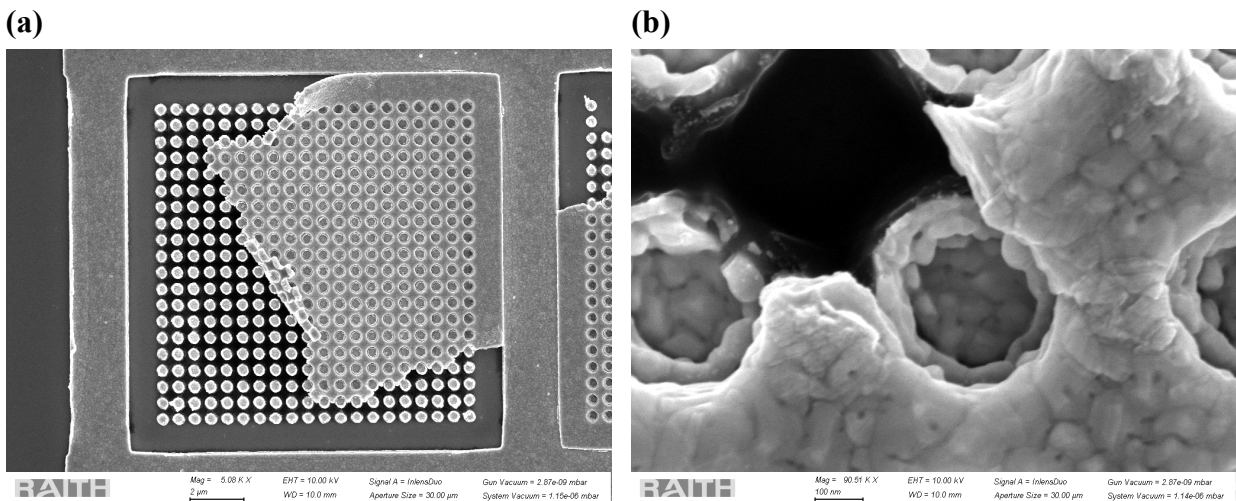 (a)
(b)
RAITH
Mag = 5.08 K X
2 µm
EHT = 10.00 kV
WD = 10.0 mm
Signal A = InlensDuo
Aperture Size = 30.00 µm
Gun Vacuum = 2.87e-09 mbar
System Vacuum = 1.15e-06 mbar
RAITH
Mag = 90.51 K X
100 nm
EHT = 10.00 kV
WD = 10.0 mm
Signal A = InlensDuo
Aperture Size = 30.00 µm
Gun Vacuum = 2.87e-09 mbar
System Vacuum = 1.14e-06 mbar